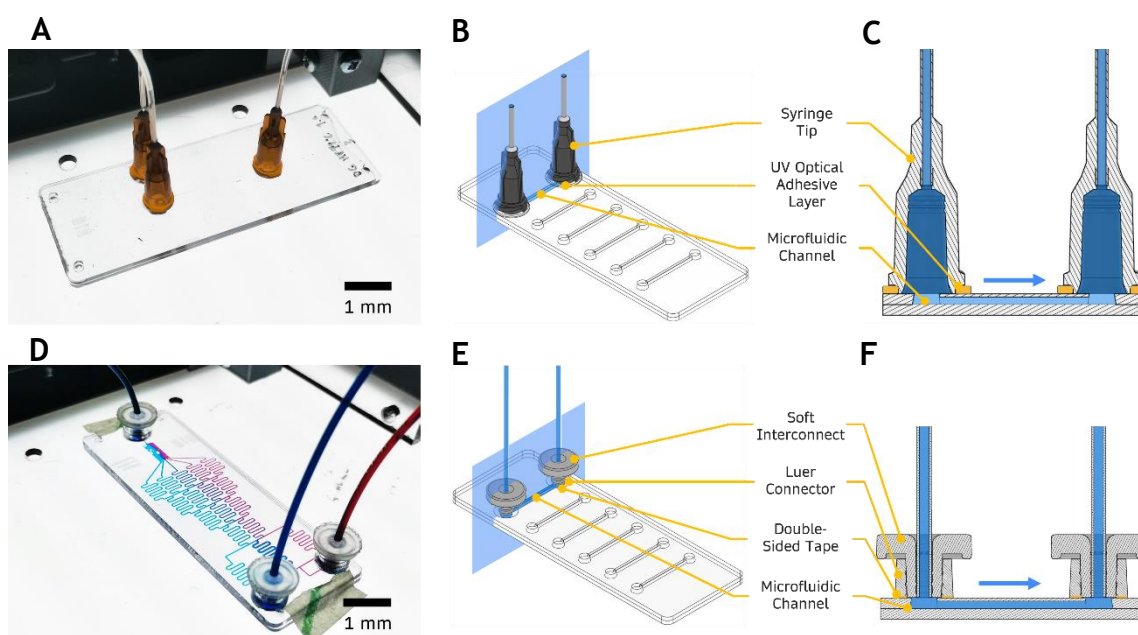 A
B
C
Syringe
Tip
UV Optical
Adhesive
Layer
Microfluidic
Channel
1 mm
D
E
F
Soft
Interconnect
Luer
Connector
Double-
Sided Tape
Microfluidic
Channel
1 mm